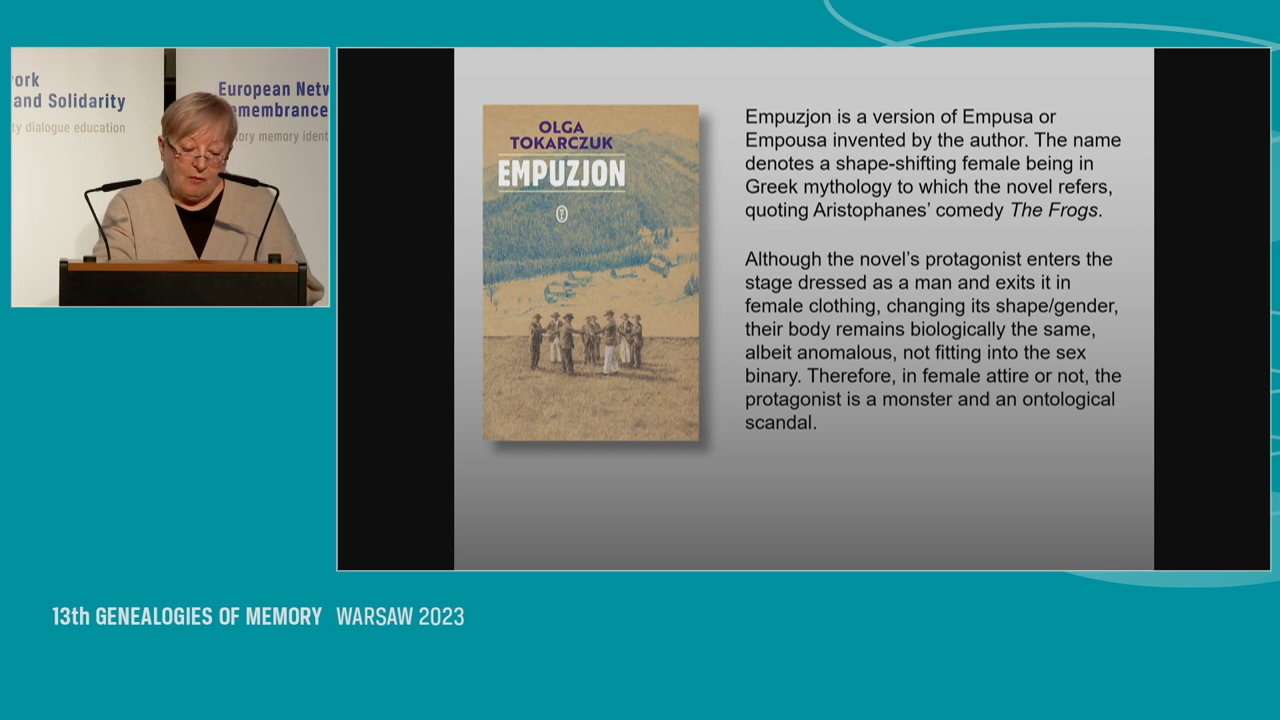 ork
and Solidarity
ty dialogue education
European Netw
emembrance
ory memory ident
OLGA
TOKARCZUK
EMPUZJON
Empuzjon is a version of Empusa or
Empousa invented by the author. The name
denotes a shape-shifting female being in
Greek mythology to which the novel refers,
quoting Aristophanes’ comedy The Frogs.
Although the novel’s protagonist enters the
stage dressed as a man and exits it in
female clothing, changing its shape/gender,
their body remains biologically the same,
albeit anomalous, not fitting into the sex
binary. Therefore, in female attire or not, the
protagonist is a monster and an ontological
scandal.
13th GENEALOGIES OF MEMORY WARSAW 2023